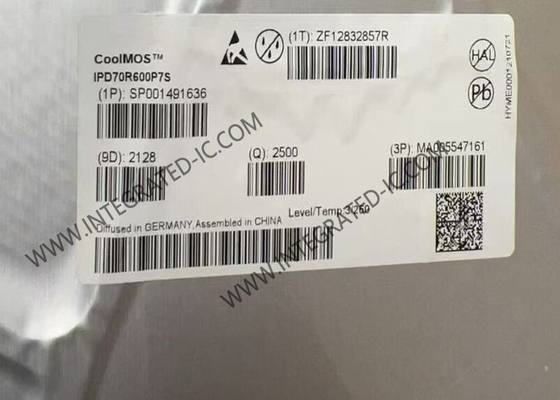 CoolMOS™
IPD70R600P7S
(1P): SP001491636
(1T): ZF12832857R
HAL
Pb
HYME0001210721
(9D): 2128
(Q): 2500
(3P): MA005547161
Level/Temp:3/260
Diffused in GERMANY,Assembled in CHINA
WWW.INTEGRATED-IC.COM
WWW.INTEGRATED-IC.COM